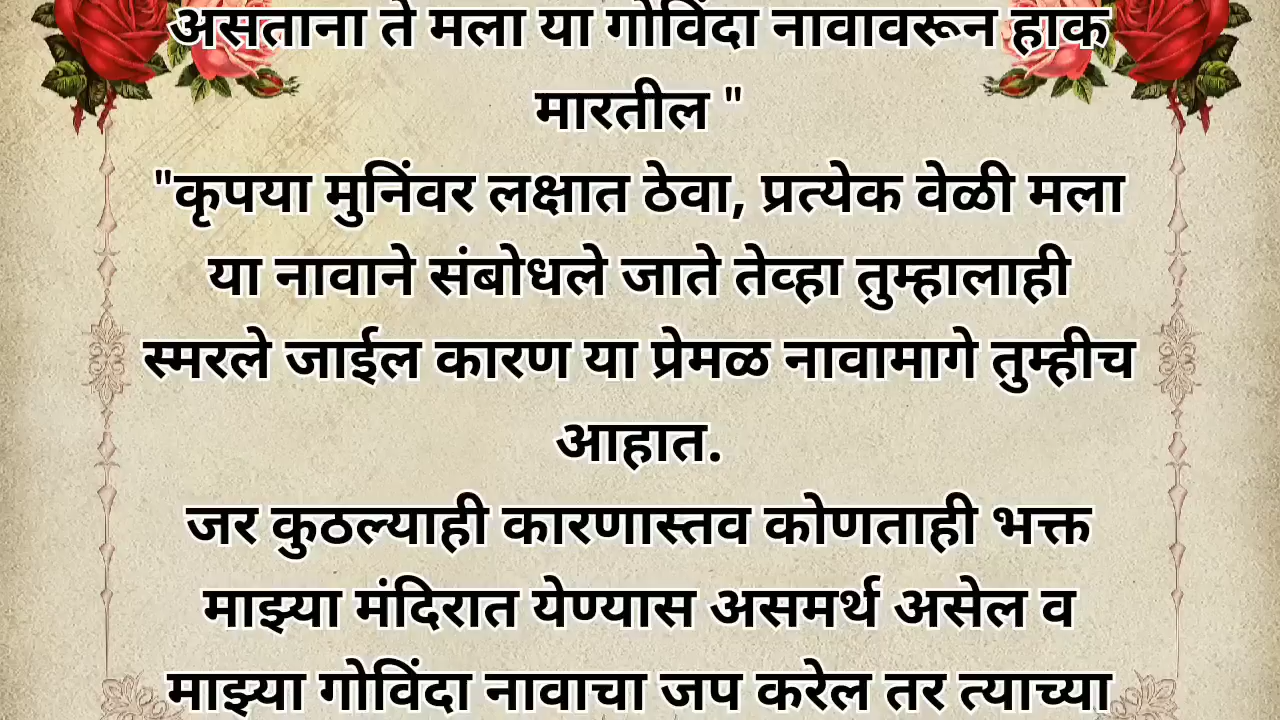 असताना ते मला या गोविंदा नावावरून हाक
मारतील "
"कृपया मुनिंवर लक्षात ठेवा, प्रत्येक वेळी मला
या नावाने संबोधले जाते तेव्हा तुम्हालाही
स्मरले जाईल कारण या प्रेमळ नावामागे तुम्हीच
आहात.
जर कुठल्याही कारणास्तव कोणताही भक्त
माझ्या मंदिरात येण्यास असमर्थ असेल व
माझ्या गोविंदा नावाचा जप करेल तर त्याच्या